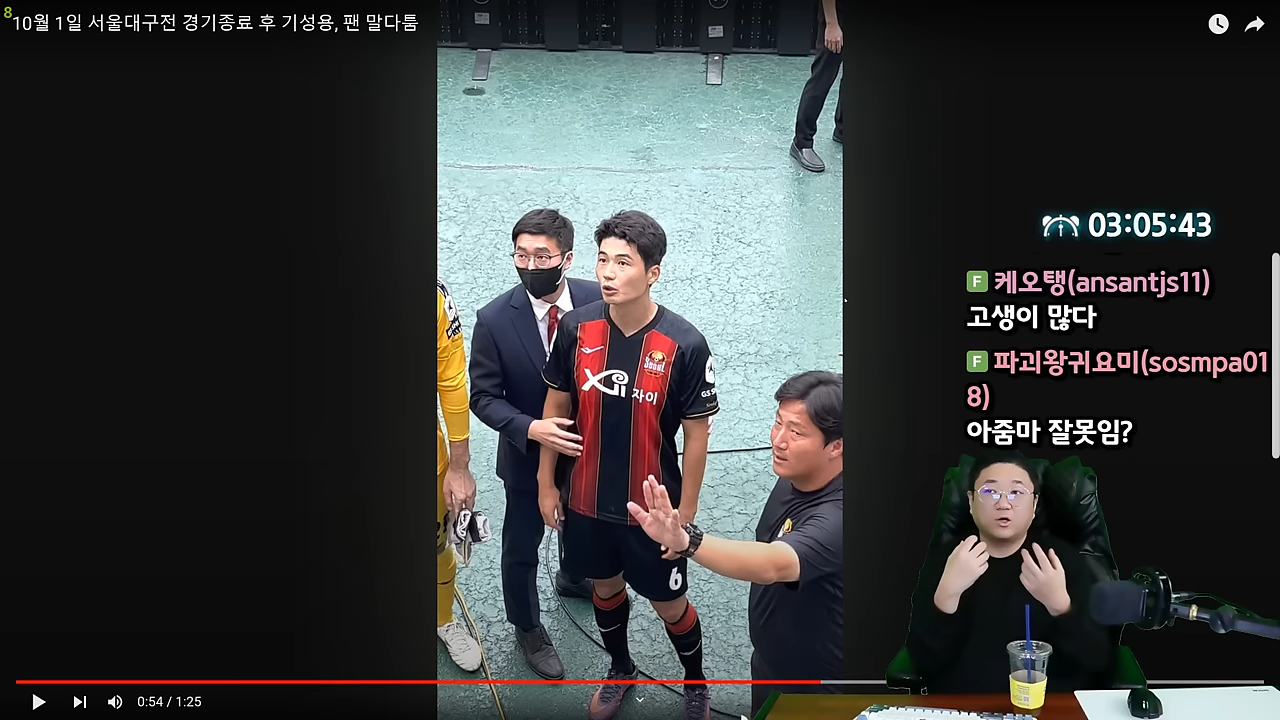 8
10월 1일 서울대구전 경기종료 후 기성용, 팬 말다툼
03:05:43
F 케오탱(ansantjs11)
고생이 많다
F 파괴왕귀요미(sosmpa01
8)
아줌마 잘못임?
SEOUL
Xi 자이
GS
6
0:54 / 1:25